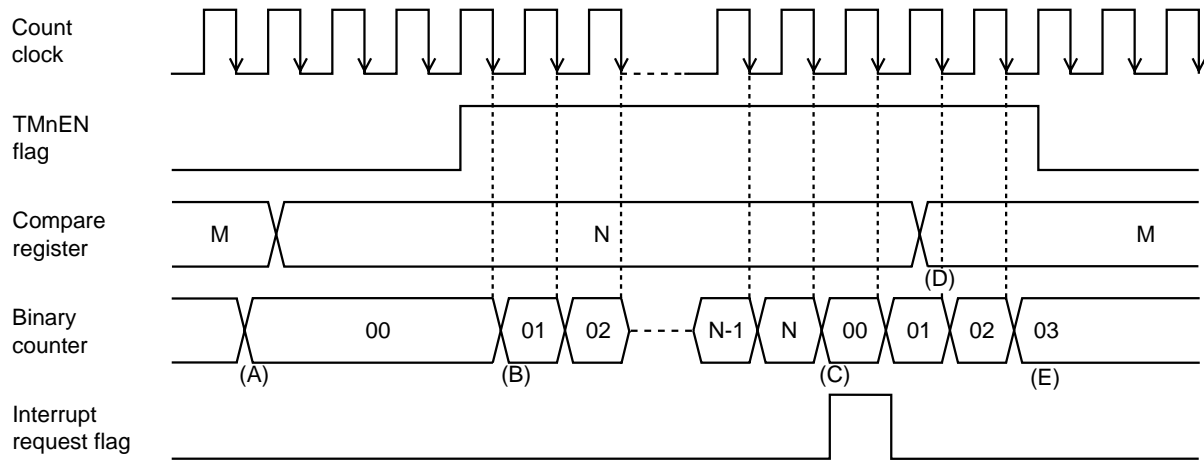 Count
clock
TMnEN
flag
Compare
register
M
N
M
(D)
Binary
counter
00
01
02
N-1
N
00
01
02
03
(A)
(B)
(C)
(E)
Interrupt
request flag